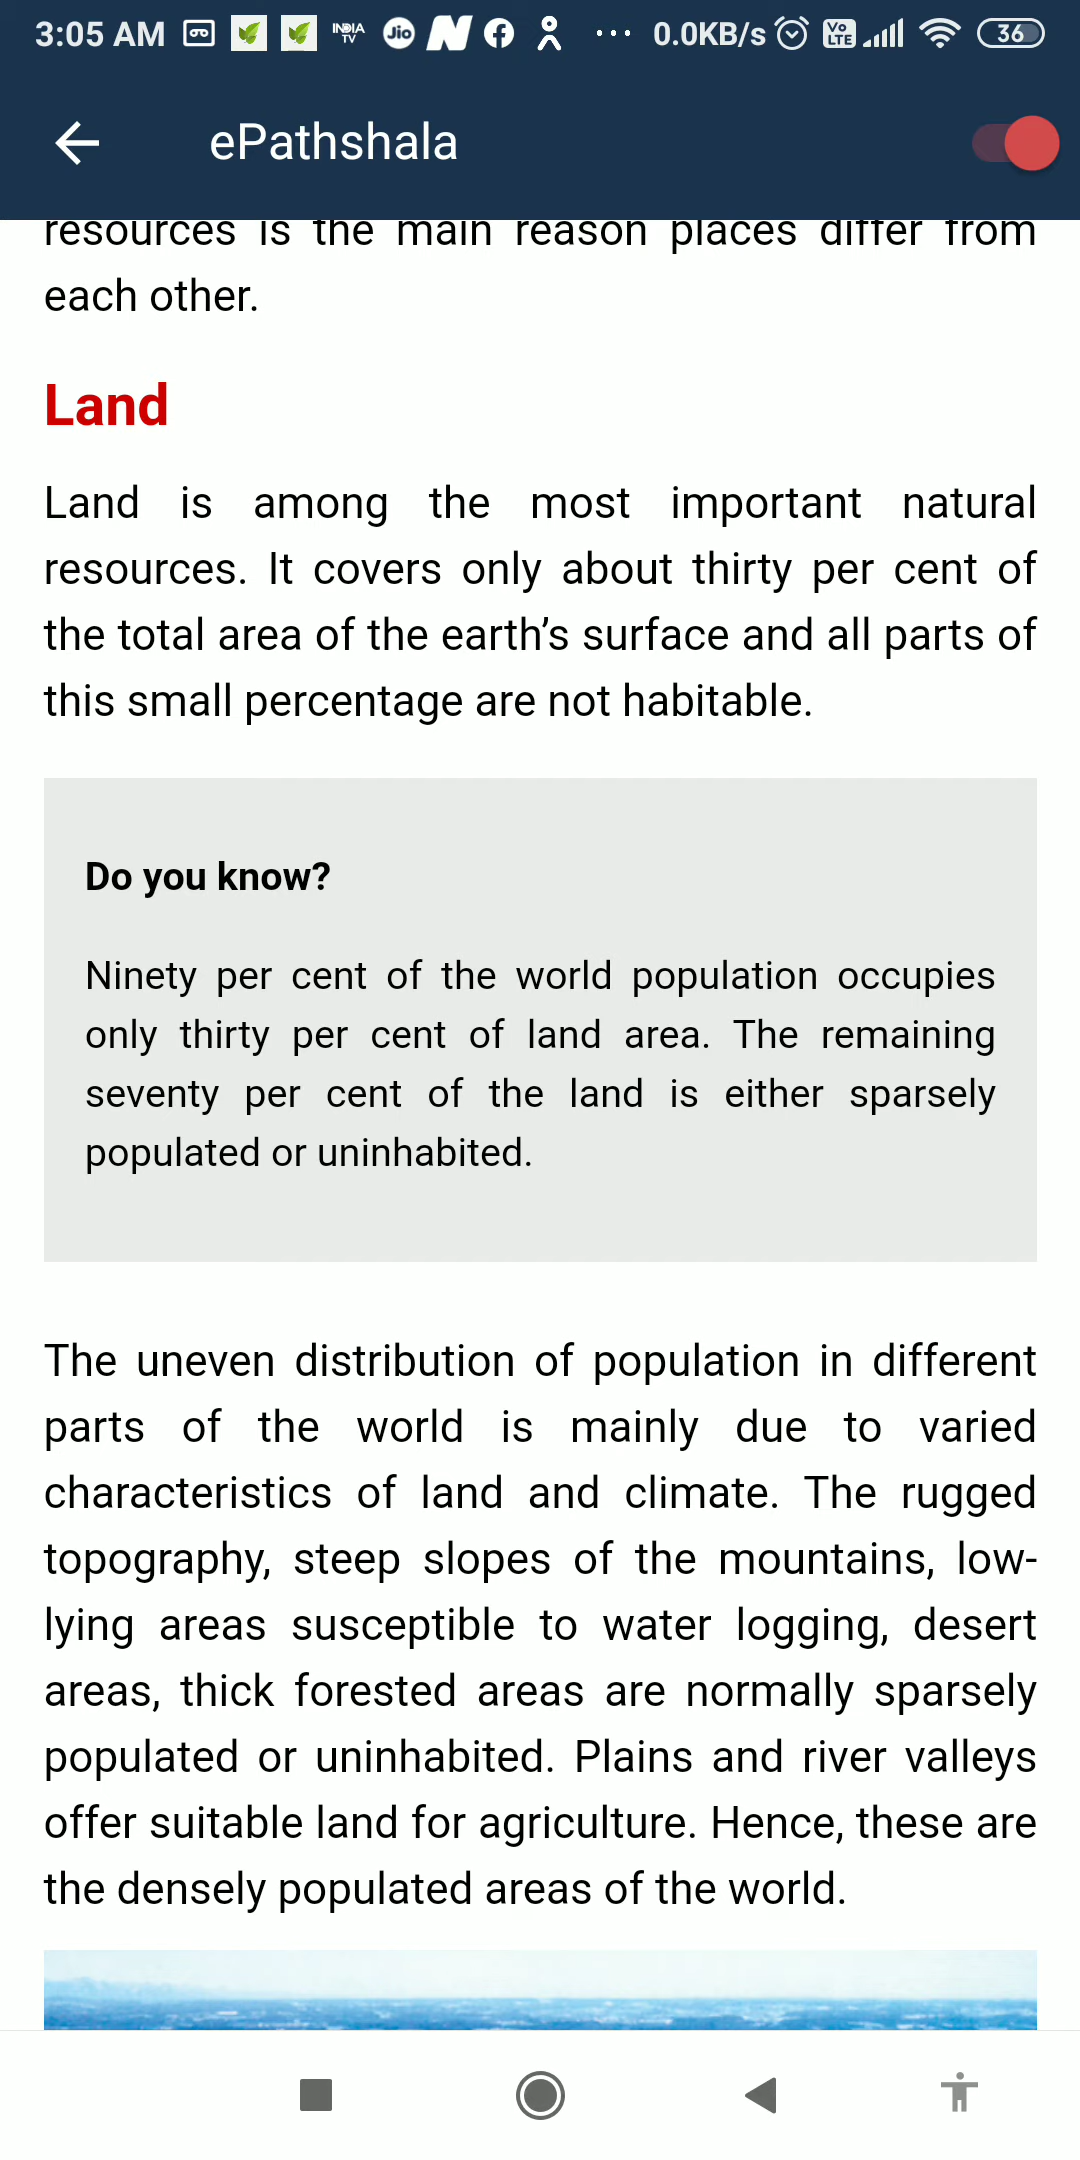 3:05 AM INDIA TV Jio N ... 0.0KB/s Vo LTE 36
ePathshala
resources is the main reason places differ from
each other.
Land
Land is among the most important natural
resources. It covers only about thirty per cent of
the total area of the earth’s surface and all parts of
this small percentage are not habitable.
Do you know?
Ninety per cent of the world population occupies
only thirty per cent of land area. The remaining
seventy per cent of the land is either sparsely
populated or uninhabited.
The uneven distribution of population in different
parts of the world is mainly due to varied
characteristics of land and climate. The rugged
topography, steep slopes of the mountains, low-
lying areas susceptible to water logging, desert
areas, thick forested areas are normally sparsely
populated or uninhabited. Plains and river valleys
offer suitable land for agriculture. Hence, these are
the densely populated areas of the world.